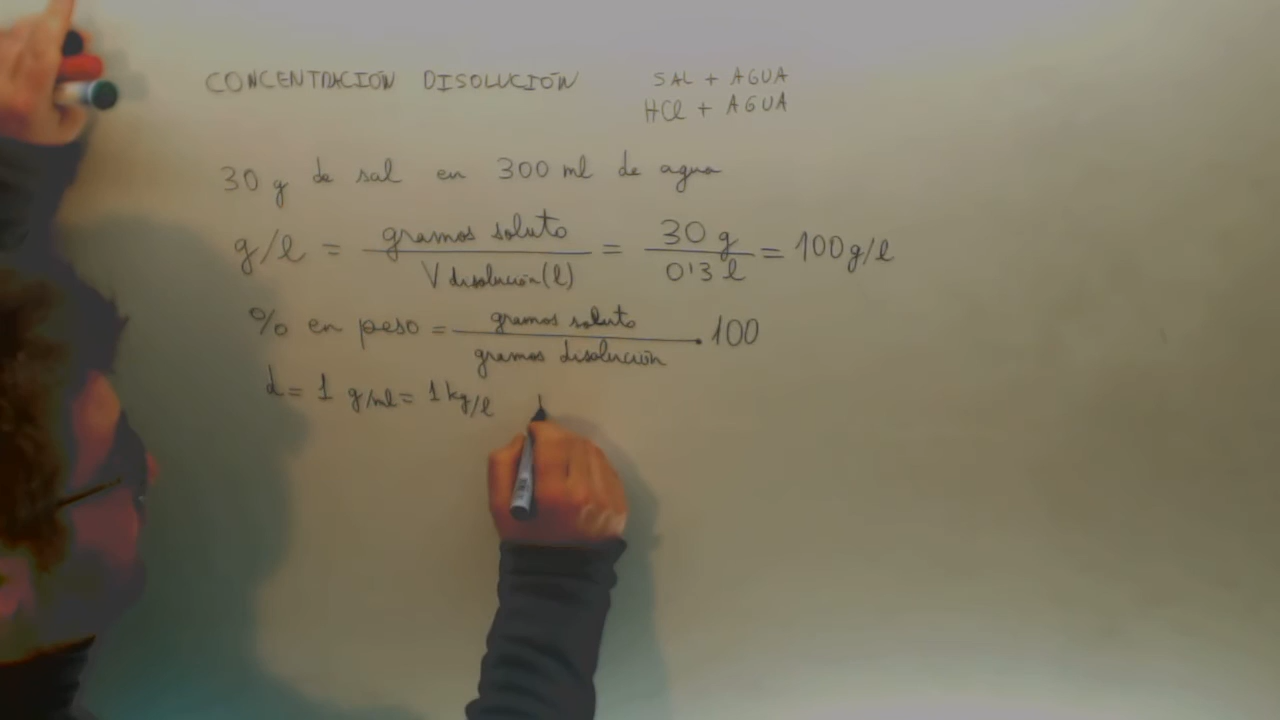 CONCENTRACIÓN DISOLUCIÓN
SAL + AGUA
HCl + AGUA
30 g de sal en 300 ml de agua
g/l = gramos soluto / V disolución (l) = 30 g / 0'3 l = 100 g/l
% en peso = gramos soluto / gramos disolución · 100
d = 1 g/ml = 1 kg/l